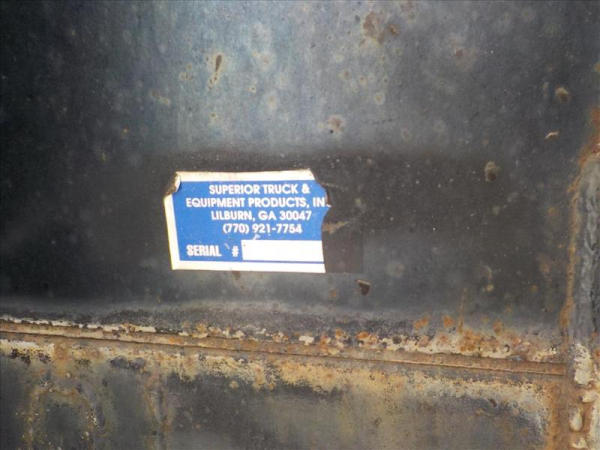 SUPERIOR TRUCK &
EQUIPMENT PRODUCTS, IN
LILBURN, GA 30047
(770) 921-7754
SERIAL #